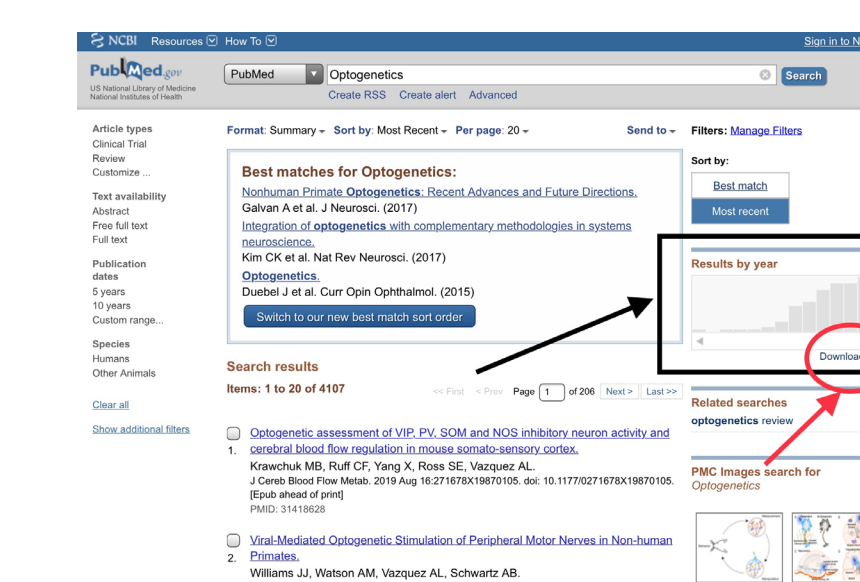 NCBI Resources How To Sign in to N
PubMed.gov
US National Library of Medicine
National Institutes of Health
PubMed Optogenetics Search
Create RSS Create alert Advanced
Article types
Clinical Trial
Review
Customize ...
Text availability
Abstract
Free full text
Full text
Publication
dates
5 years
10 years
Custom range...
Species
Humans
Other Animals
Clear all
Show additional filters
Format: Summary Sort by: Most Recent Per page: 20 Send to
Best matches for Optogenetics:
Nonhuman Primate Optogenetics: Recent Advances and Future Directions.
Galvan A et al. J Neurosci. (2017)
Integration of optogenetics with complementary methodologies in systems
neuroscience.
Kim CK et al. Nat Rev Neurosci. (2017)
Optogenetics.
Duebel J et al. Curr Opin Ophthalmol. (2015)
Switch to our new best match sort order
Search results
Items: 1 to 20 of 4107
<< First < Prev Page 1 of 206 Next > Last >>
Optogenetic assessment of VIP, PV, SOM and NOS inhibitory neuron activity and
1. cerebral blood flow regulation in mouse somato-sensory cortex.
Krawchuk MB, Ruff CF, Yang X, Ross SE, Vazquez AL.
J Cereb Blood Flow Metab. 2019 Aug 16:271678X19870105. doi: 10.1177/0271678X19870105.
[Epub ahead of print]
PMID: 31418628
Viral-Mediated Optogenetic Stimulation of Peripheral Motor Nerves in Non-human
2. Primates.
Williams JJ, Watson AM, Vazquez AL, Schwartz AB.
Filters: Manage Filters
Sort by:
Best match
Most recent
Results by year
Download
Related searches
optogenetics review
PMC Images search for
Optogenetics